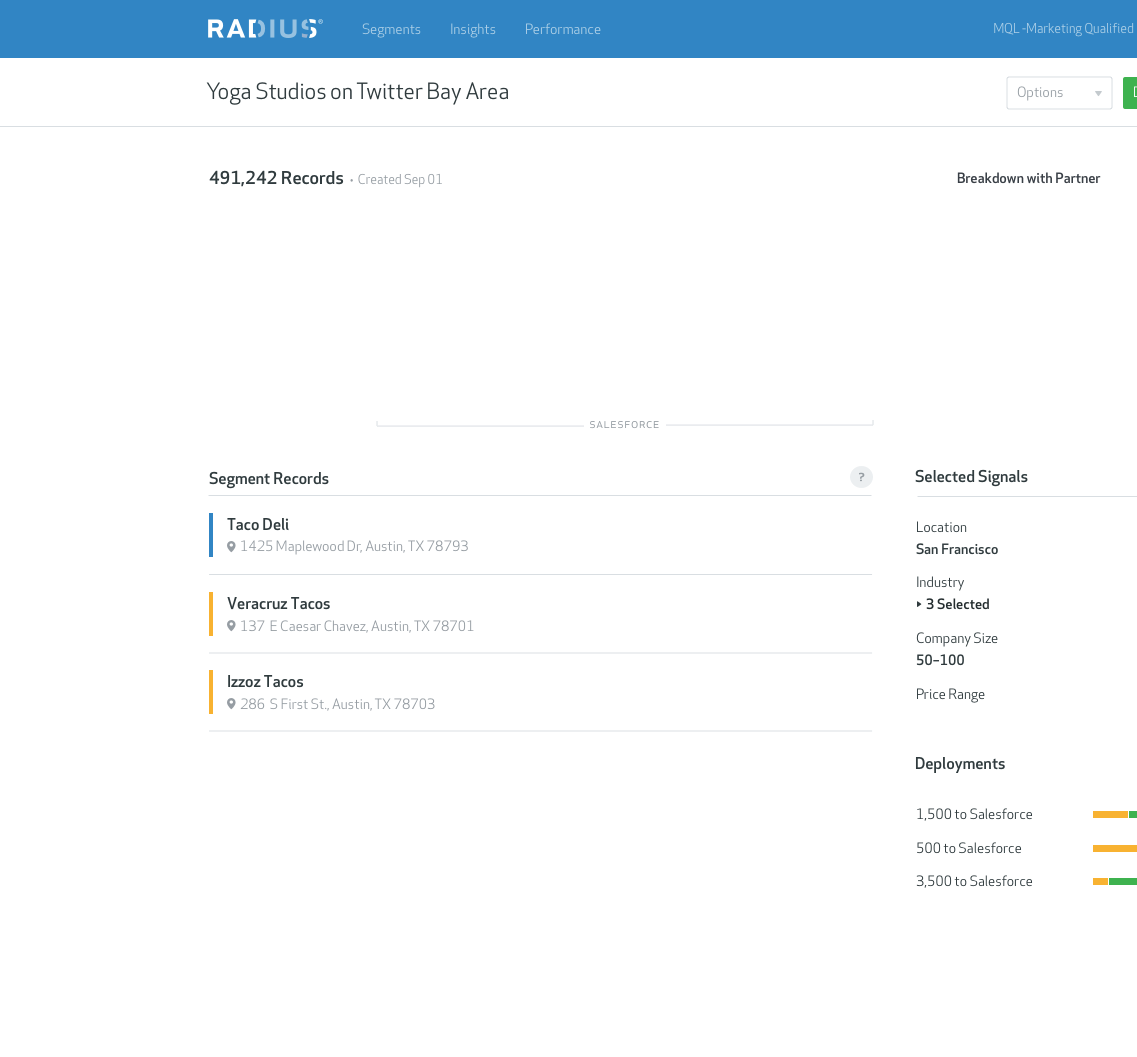 RADIUS® Segments Insights Performance MQL -Marketing Qualified
Yoga Studios on Twitter Bay Area
Options
491,242 Records • Created Sep 01
Breakdown with Partner
SALESFORCE
Segment Records ?
Taco Deli
1425 Maplewood Dr, Austin, TX 78793
Veracruz Tacos
137 E Caesar Chavez, Austin, TX 78701
Izzoz Tacos
286 S First St., Austin, TX 78703
Selected Signals
Location
San Francisco
Industry
3 Selected
Company Size
50–100
Price Range
Deployments
1,500 to Salesforce
500 to Salesforce
3,500 to Salesforce